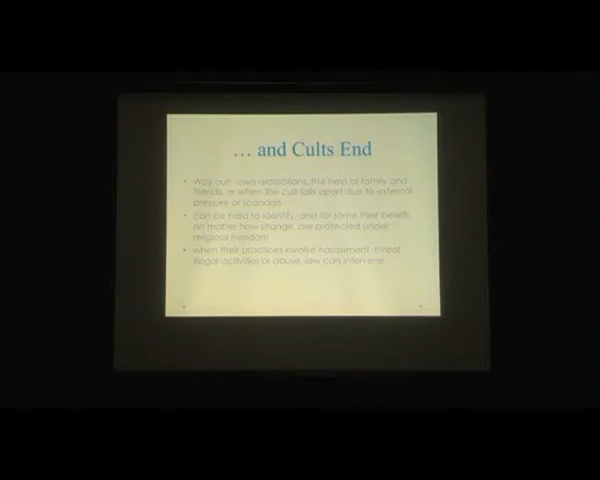 … and Cults End
• Way out: own realizations, the help of family and
friends, or when the cult falls apart due to external
pressure or scandals
• can be hard to identify, and for some their beliefs,
no matter how strange, are protected under
religious freedom
• when their practices involve harassment, threat
illegal activities or abuse, law can intervene